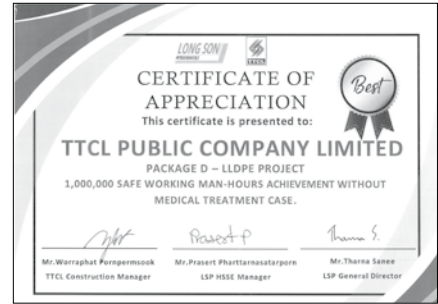 LONG SON
TTCL
CERTIFICATE OF
APPRECIATION
Best
This certificate is presented to:
TTCL PUBLIC COMPANY LIMITED
PACKAGE D – LLDPE PROJECT
1,000,000 SAFE WORKING MAN-HOURS ACHIEVEMENT WITHOUT
MEDICAL TREATMENT CASE.
Prasert P
Tharna S.
Mr.Worraphat Pornpermsook
TTCL Construction Manager
Mr.Prasert Pharttarnasatarporn
LSP HSSE Manager
Mr.Tharna Sanee
LSP General Director